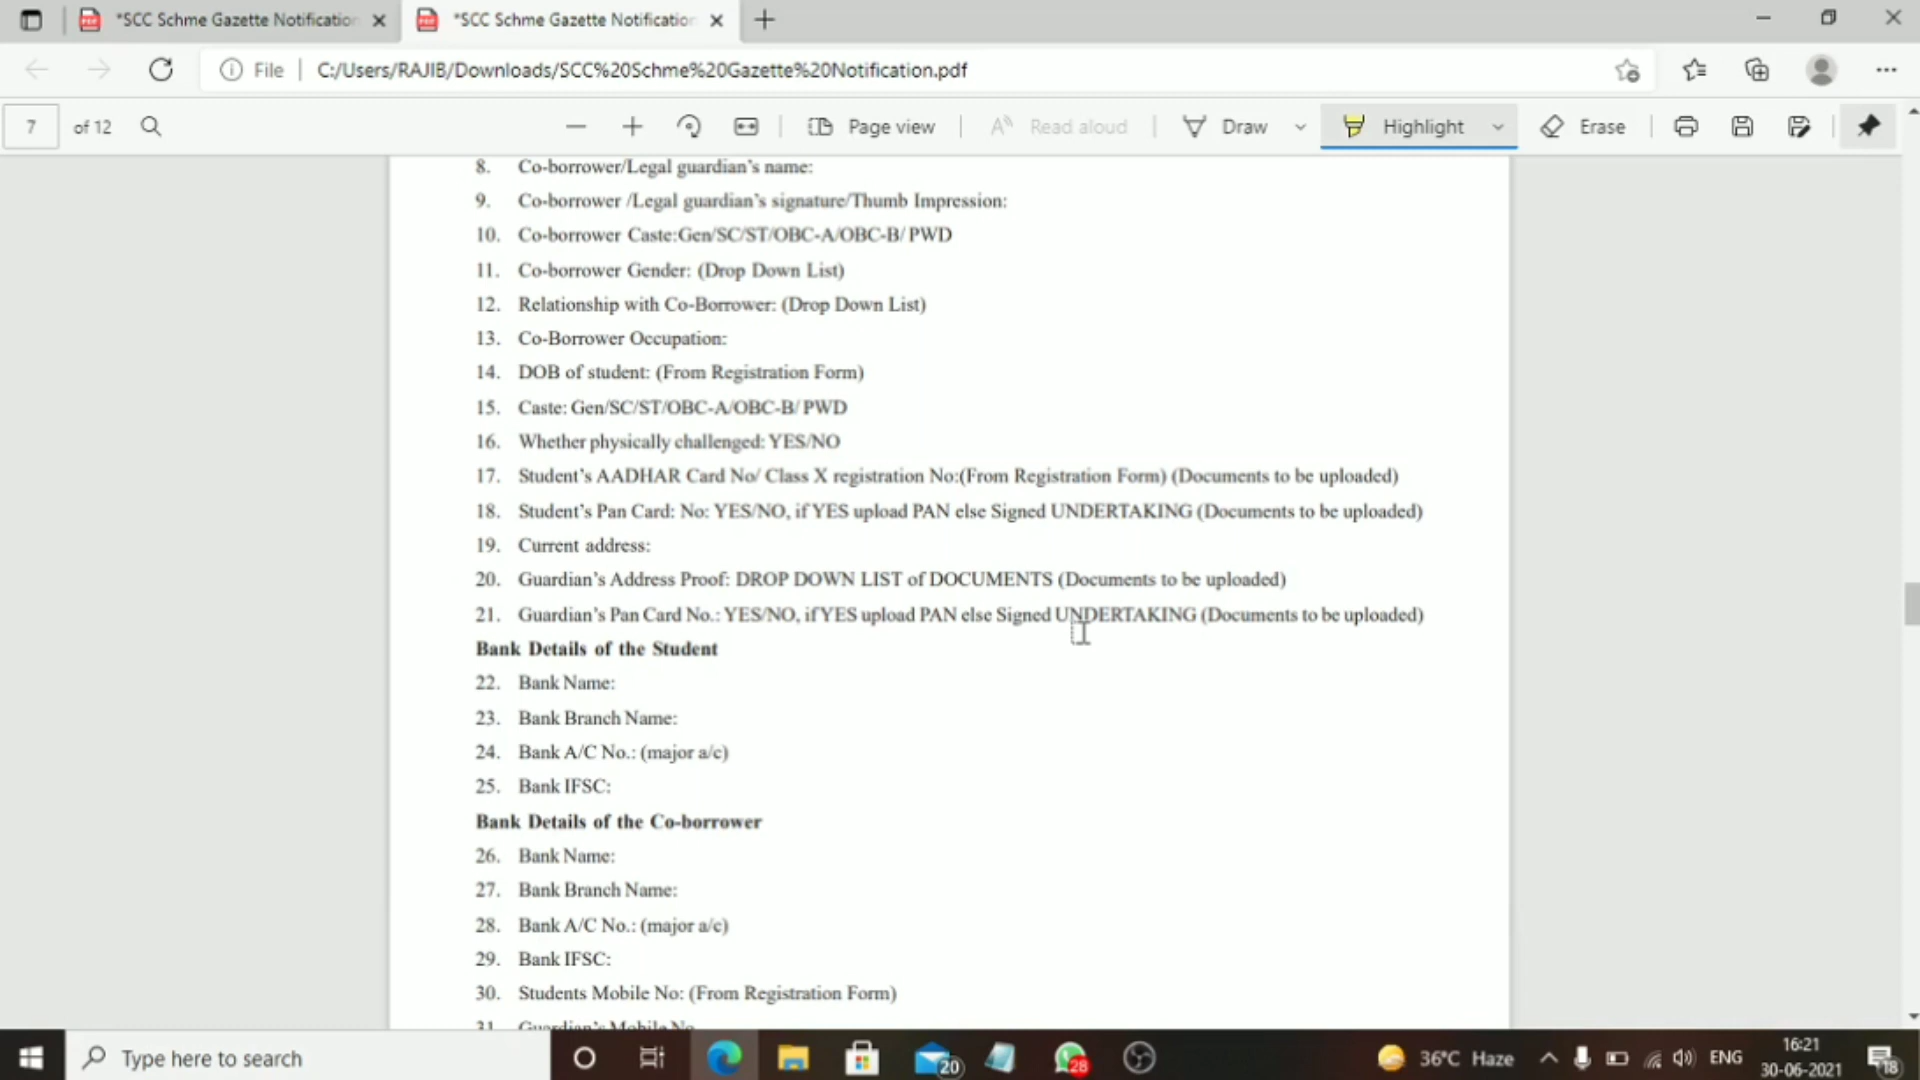 *SCC Schme Gazette Notificatio
*SCC Schme Gazette Notificatio
File
C:/Users/RAJIB/Downloads/SCC%20Schme%20Gazette%20Notification.pdf
7 of 12
Page view
Read aloud
Draw
Highlight
Erase
8. Co-borrower/Legal guardian's name:
9. Co-borrower /Legal guardian's signature/Thumb Impression:
10. Co-borrower Caste:Gen/SC/ST/OBC-A/OBC-B/ PWD
11. Co-borrower Gender: (Drop Down List)
12. Relationship with Co-Borrower: (Drop Down List)
13. Co-Borrower Occupation:
14. DOB of student: (From Registration Form)
15. Caste: Gen/SC/ST/OBC-A/OBC-B/ PWD
16. Whether physically challenged: YES/NO
17. Student's AADHAR Card No/ Class X registration No:(From Registration Form) (Documents to be uploaded)
18. Student's Pan Card: No: YES/NO, if YES upload PAN else Signed UNDERTAKING (Documents to be uploaded)
19. Current address:
20. Guardian's Address Proof: DROP DOWN LIST of DOCUMENTS (Documents to be uploaded)
21. Guardian's Pan Card No.: YES/NO, if YES upload PAN else Signed UNDERTAKING (Documents to be uploaded)
Bank Details of the Student
22. Bank Name:
23. Bank Branch Name:
24. Bank A/C No.: (major a/c)
25. Bank IFSC:
Bank Details of the Co-borrower
26. Bank Name:
27. Bank Branch Name:
28. Bank A/C No.: (major a/c)
29. Bank IFSC:
30. Students Mobile No: (From Registration Form)
31. Guardian's Mobile No
Type here to search
20
28
36°C Haze
ENG
16:21
30-06-2021
18